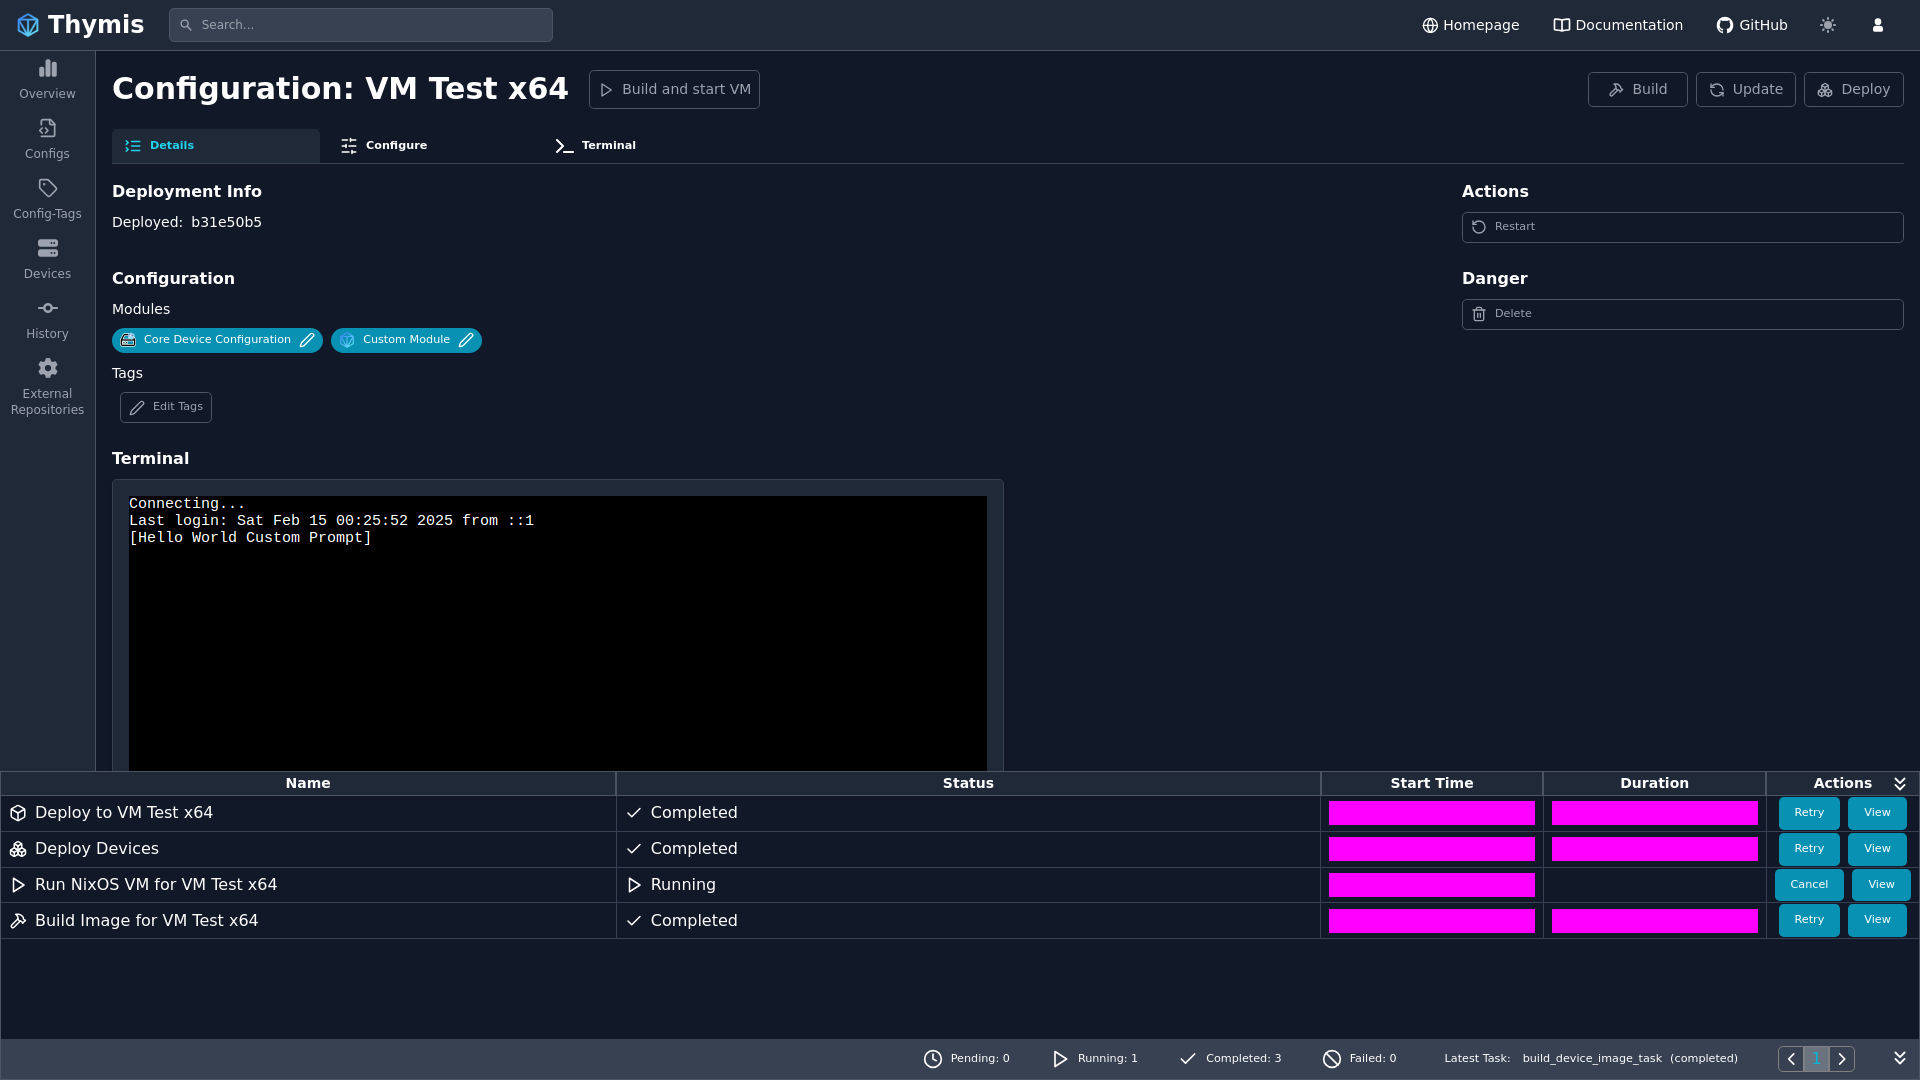 Thymis
Search...
Homepage
Documentation
GitHub
Overview
Configs
Config-Tags
Devices
History
External
Repositories
Configuration: VM Test x64
Build and start VM
Build
Update
Deploy
Details
Configure
Terminal
Deployment Info
Deployed: b31e50b5
Configuration
Modules
Core Device Configuration
Custom Module
Tags
Edit Tags
Actions
Restart
Danger
Delete
Terminal
Connecting...
Last login: Sat Feb 15 00:25:52 2025 from ::1
[Hello World Custom Prompt]
Name Status Start Time Duration Actions
Deploy to VM Test x64 Completed Retry View
Deploy Devices Completed Retry View
Run NixOS VM for VM Test x64 Running Cancel View
Build Image for VM Test x64 Completed Retry View
Pending: 0 Running: 1 Completed: 3 Failed: 0 Latest Task: build_device_image_task (completed) 1